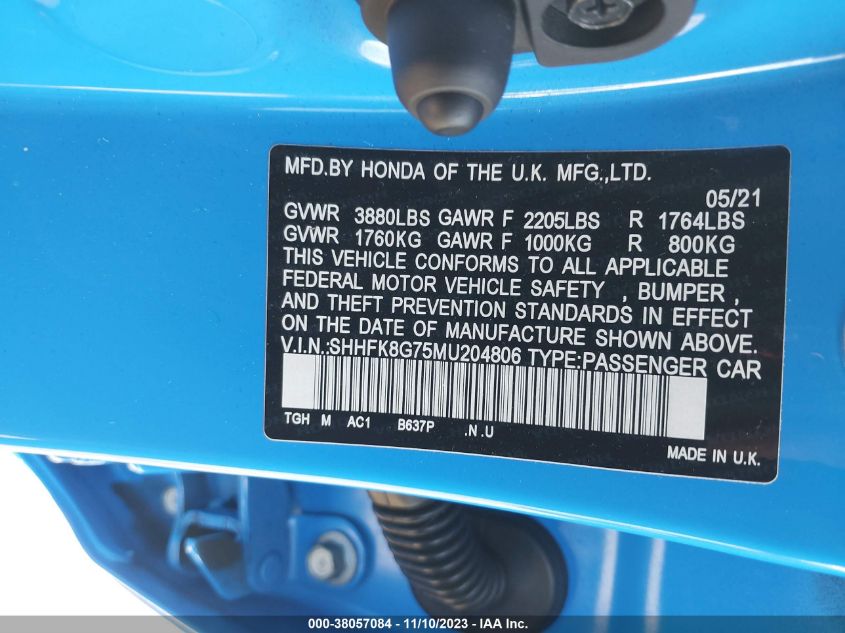 MFD.BY HONDA OF THE U.K. MFG.,LTD.
05/21
GVWR 3880LBS GAWR F 2205LBS R 1764LBS
GVWR 1760KG GAWR F 1000KG R 800KG
THIS VEHICLE CONFORMS TO ALL APPLICABLE
FEDERAL MOTOR VEHICLE SAFETY , BUMPER ,
AND THEFT PREVENTION STANDARDS IN EFFECT
ON THE DATE OF MANUFACTURE SHOWN ABOVE.
V.I.N.:SHHFK8G75MU204806 TYPE:PASSENGER CAR
TGH M AC1 B637P .N .U
MADE IN U.K.
000-38057084 - 11/10/2023 - IAA Inc.